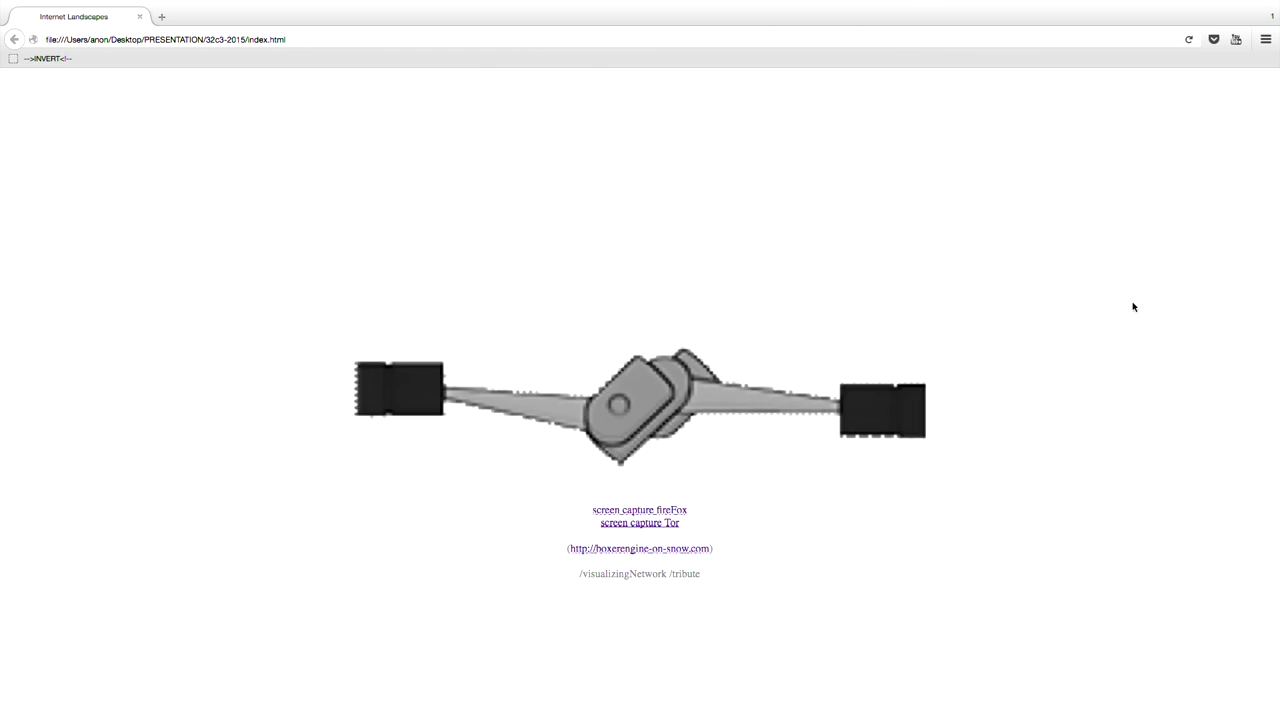 Internet Landscapes
1
file:///Users/anon/Desktop/PRESENTATION/32c3-2015/index.html
-->INVERT<!--
screen capture fireFox
screen capture Tor
(http://boxerengine-on-snow.com)
/visualizingNetwork /tribute